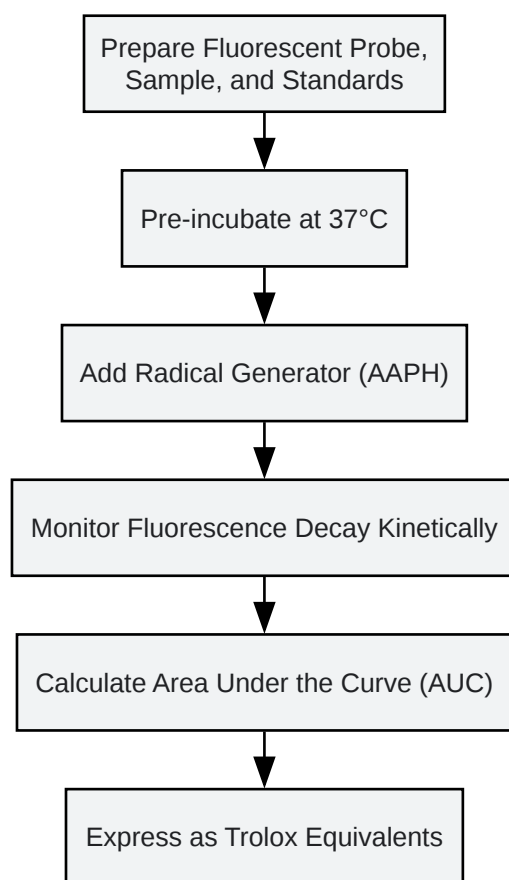 Prepare Fluorescent Probe,
Sample, and Standards
Pre-incubate at 37°C
Add Radical Generator (AAPH)
Monitor Fluorescence Decay Kinetically
Calculate Area Under the Curve (AUC)
Express as Trolox Equivalents